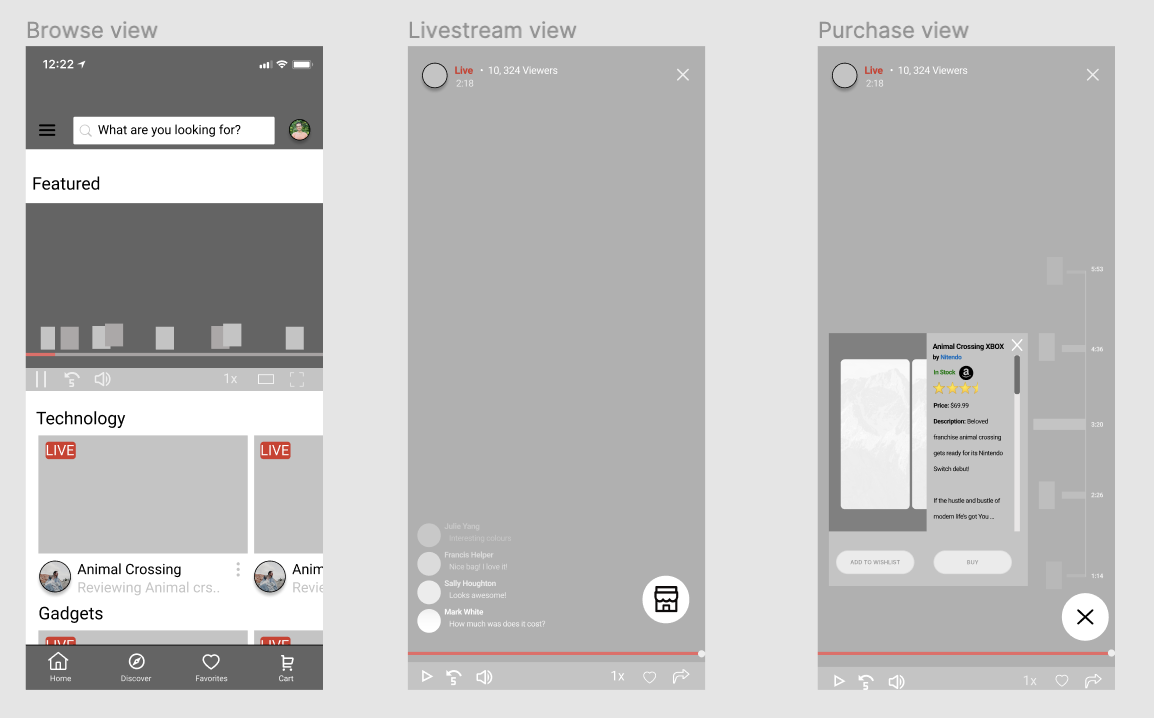 Browse view
12:22
What are you looking for?
Featured
5
1x
Technology
LIVE
LIVE
Animal Crossing
Reviewing Animal crs..
Anim
Revie
Gadgets
LIVE
LIVE
Home
Discover
Favorites
Cart
Livestream view
Live • 10, 324 Viewers
2:18
Julie Yang
Interesting colours
Francis Helper
Nice bag! I love it!
Sally Houghton
Looks awesome!
Mark White
How much was does it cost?
5
1x
Purchase view
Live • 10, 324 Viewers
2:18
5:53
4:36
3:20
2:26
1:14
Animal Crossing XBOX
by Nitendo
In Stock a
Price: $69.99
Description: Beloved
franchise animal crossing
gets ready for its Nintendo
Switch debut!
If the hustle and bustle of
modern life's got You ...
ADD TO WISHLIST
BUY
5
1x